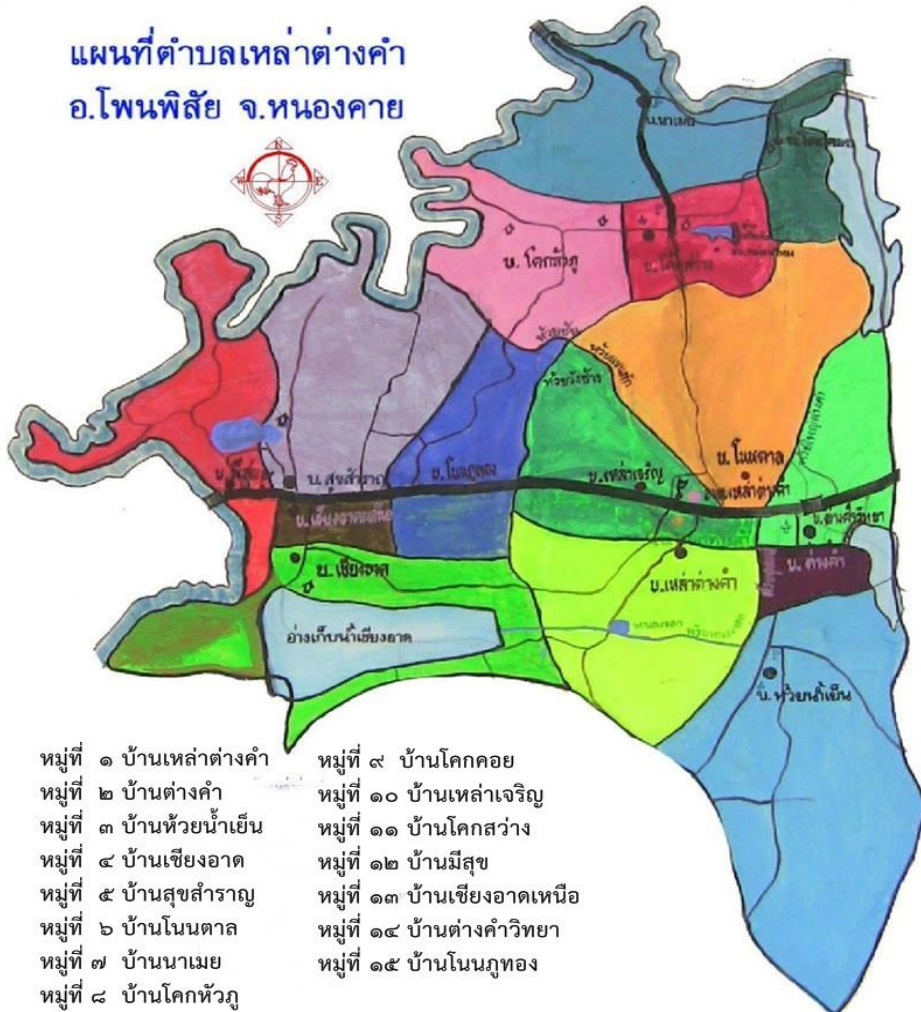 แผนที่ตำบลเหล่าต่างคำ
อ.โพนพิสัย จ.หนองคาย
N
W
E
S
บ.นาเมย
บ.โคกหัวภู
ห้วยวังช้าง
บ.โนนตาล
บ.โนนภูทอง
บ.เหล่าเจริญ
บ.สุขสำราญ
บ.ต่างคำวิทยา
บ.เชียงอาด
บ.เหล่าต่างคำ
บ.ต่างคำ
อ่างเก็บน้ำเชียงอาด
บ.ห้วยน้ำเย็น
หมู่ที่ ๑ บ้านเหล่าต่างคำ
หมู่ที่ ๒ บ้านต่างคำ
หมู่ที่ ๓ บ้านห้วยน้ำเย็น
หมู่ที่ ๔ บ้านเชียงอาด
หมู่ที่ ๕ บ้านสุขสำราญ
หมู่ที่ ๖ บ้านโนนตาล
หมู่ที่ ๗ บ้านนาเมย
หมู่ที่ ๘ บ้านโคกหัวภู
หมู่ที่ ๙ บ้านโคกคอย
หมู่ที่ ๑๐ บ้านเหล่าเจริญ
หมู่ที่ ๑๑ บ้านโคกสว่าง
หมู่ที่ ๑๒ บ้านมีสุข
หมู่ที่ ๑๓ บ้านเชียงอาดเหนือ
หมู่ที่ ๑๔ บ้านต่างคำวิทยา
หมู่ที่ ๑๕ บ้านโนนภูทอง